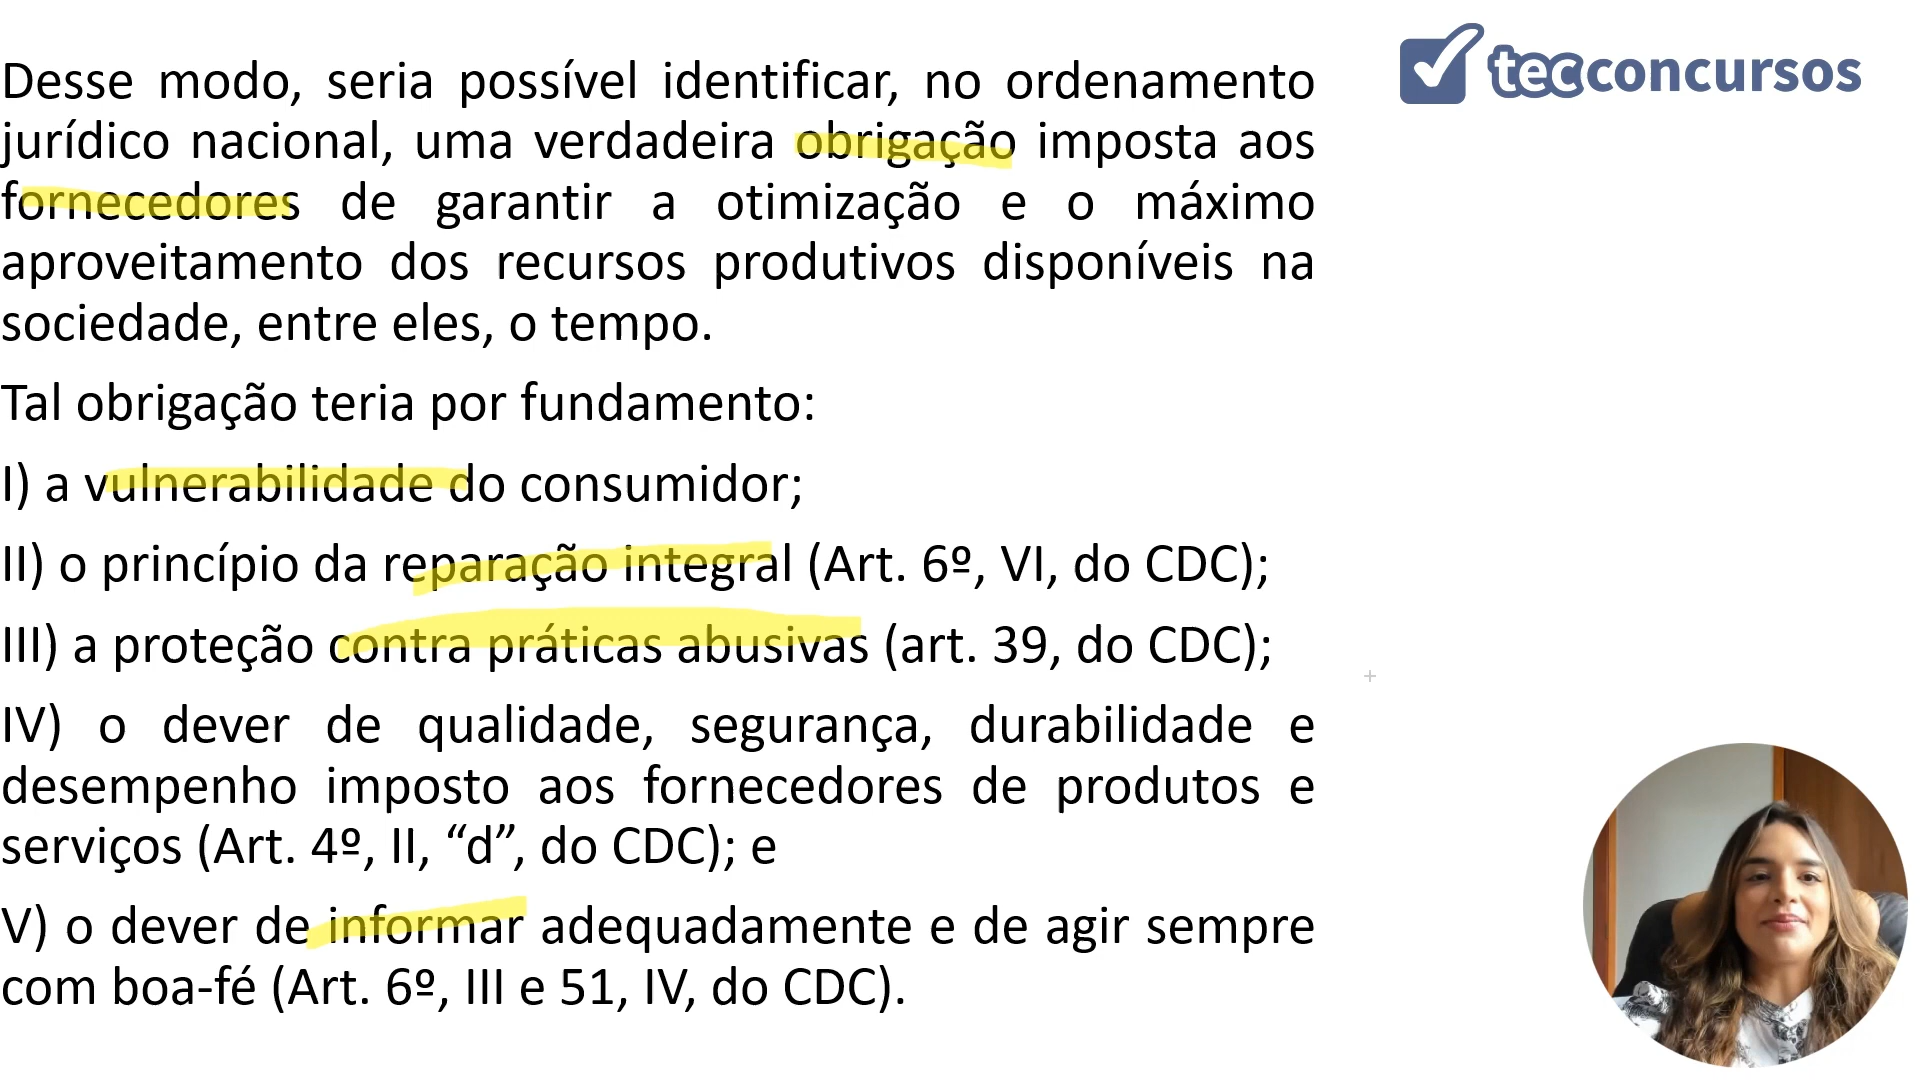 tecconcursos
Desse modo, seria possível identificar, no ordenamento
jurídico nacional, uma verdadeira obrigação imposta aos
fornecedores de garantir a otimização e o máximo
aproveitamento dos recursos produtivos disponíveis na
sociedade, entre eles, o tempo.
Tal obrigação teria por fundamento:
I) a vulnerabilidade do consumidor;
II) o princípio da reparação integral (Art. 6º, VI, do CDC);
III) a proteção contra práticas abusivas (art. 39, do CDC);
IV) o dever de qualidade, segurança, durabilidade e
desempenho imposto aos fornecedores de produtos e
serviços (Art. 4º, II, “d”, do CDC); e
V) o dever de informar adequadamente e de agir sempre
com boa-fé (Art. 6º, III e 51, IV, do CDC).